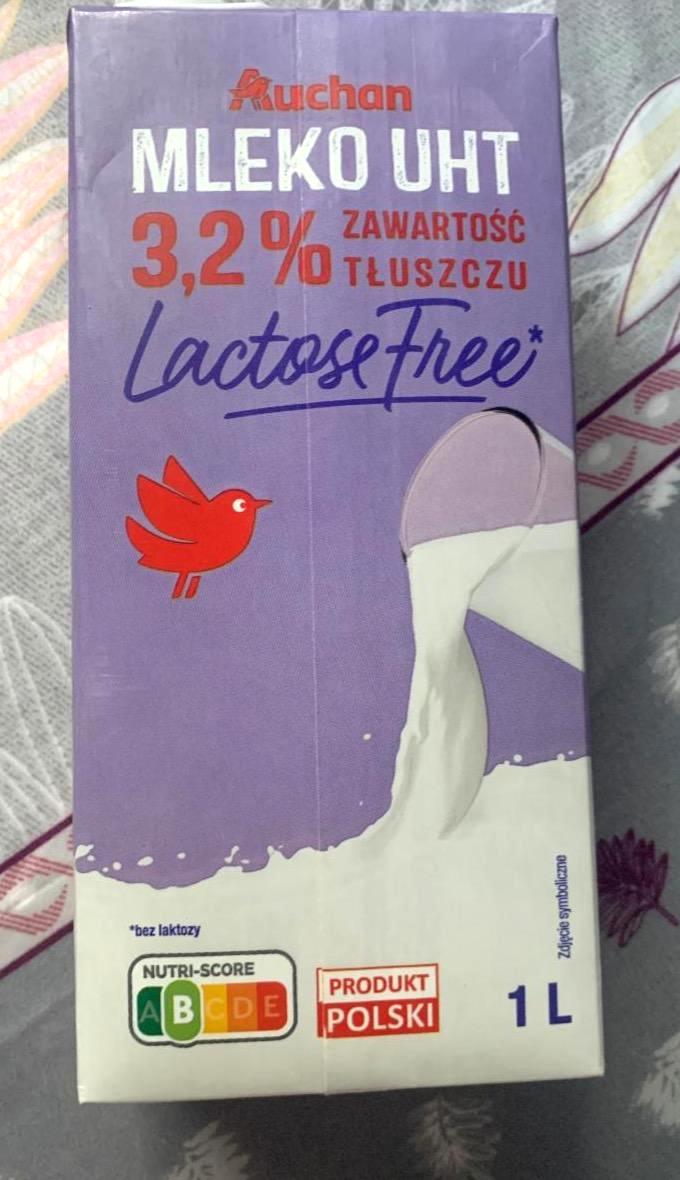 Auchan
MLEKO UHT
3,2% ZAWARTOŚĆ
TŁUSZCZU
Lactose Free*
*bez laktozy
Zdjęcie symboliczne
NUTRI-SCORE
A B C D E
PRODUKT
POLSKI
1 L